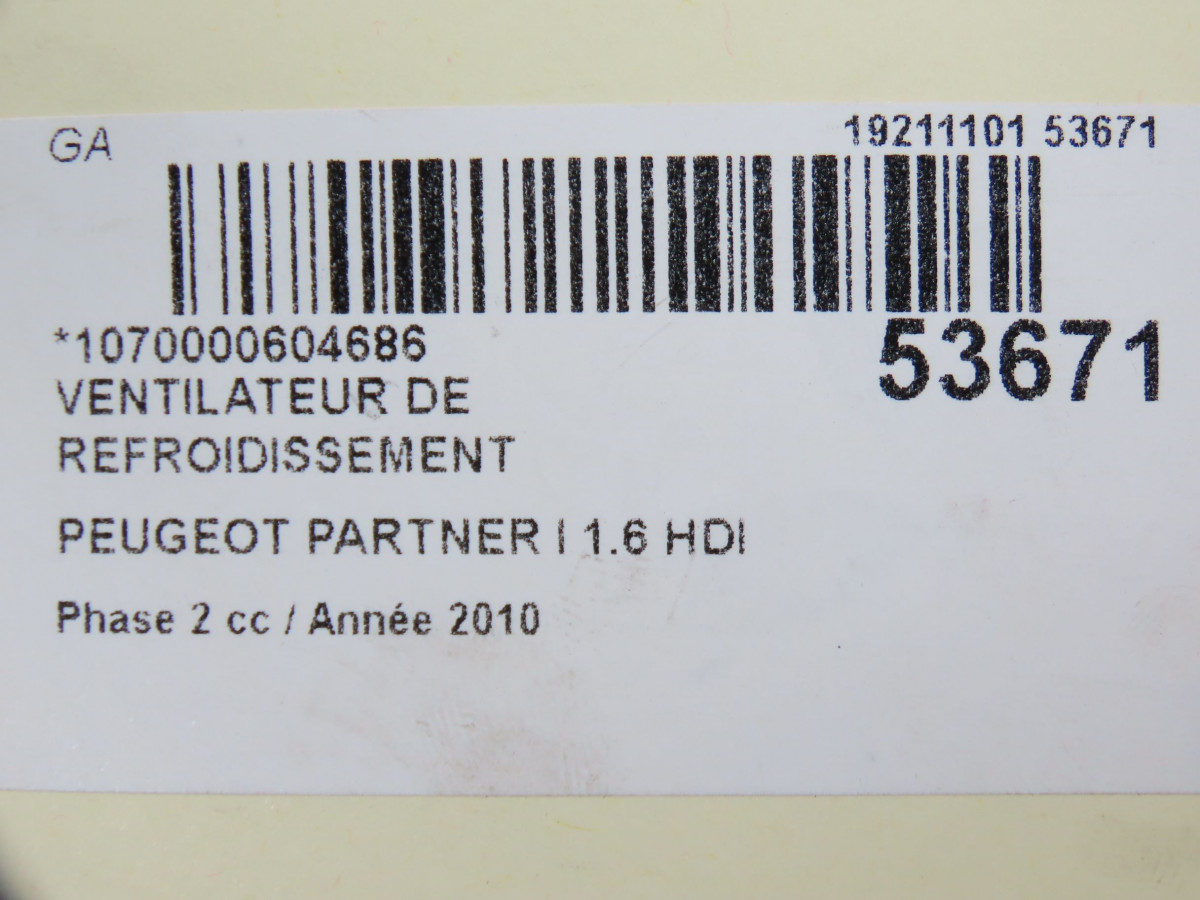 GA
19211101 53671
*1070000604686
53671
VENTILATEUR DE
REFROIDISSEMENT
PEUGEOT PARTNER I 1.6 HDI
Phase 2 cc / Année 2010